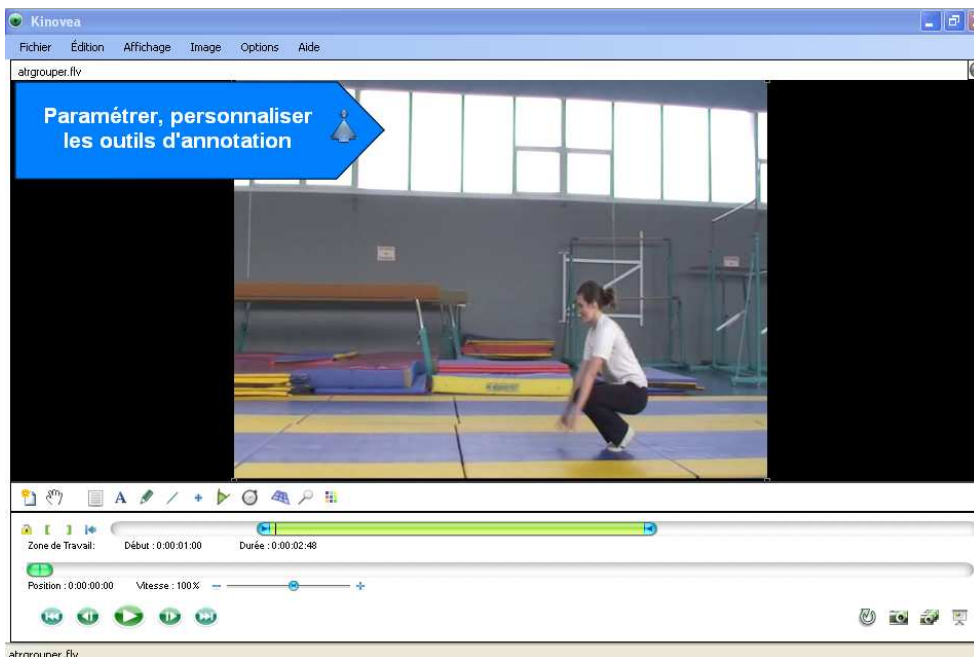 Kinovea
Fichier Édition Affichage Image Options Aide
atrgrouper.flv
Paramétrer, personnaliser
les outils d'annotation
A
Zone de Travail: Début : 0:00:01:00 Durée : 0:00:02:48
Position : 0:00:00:00 Vitesse : 100%
atrgrouper.flv